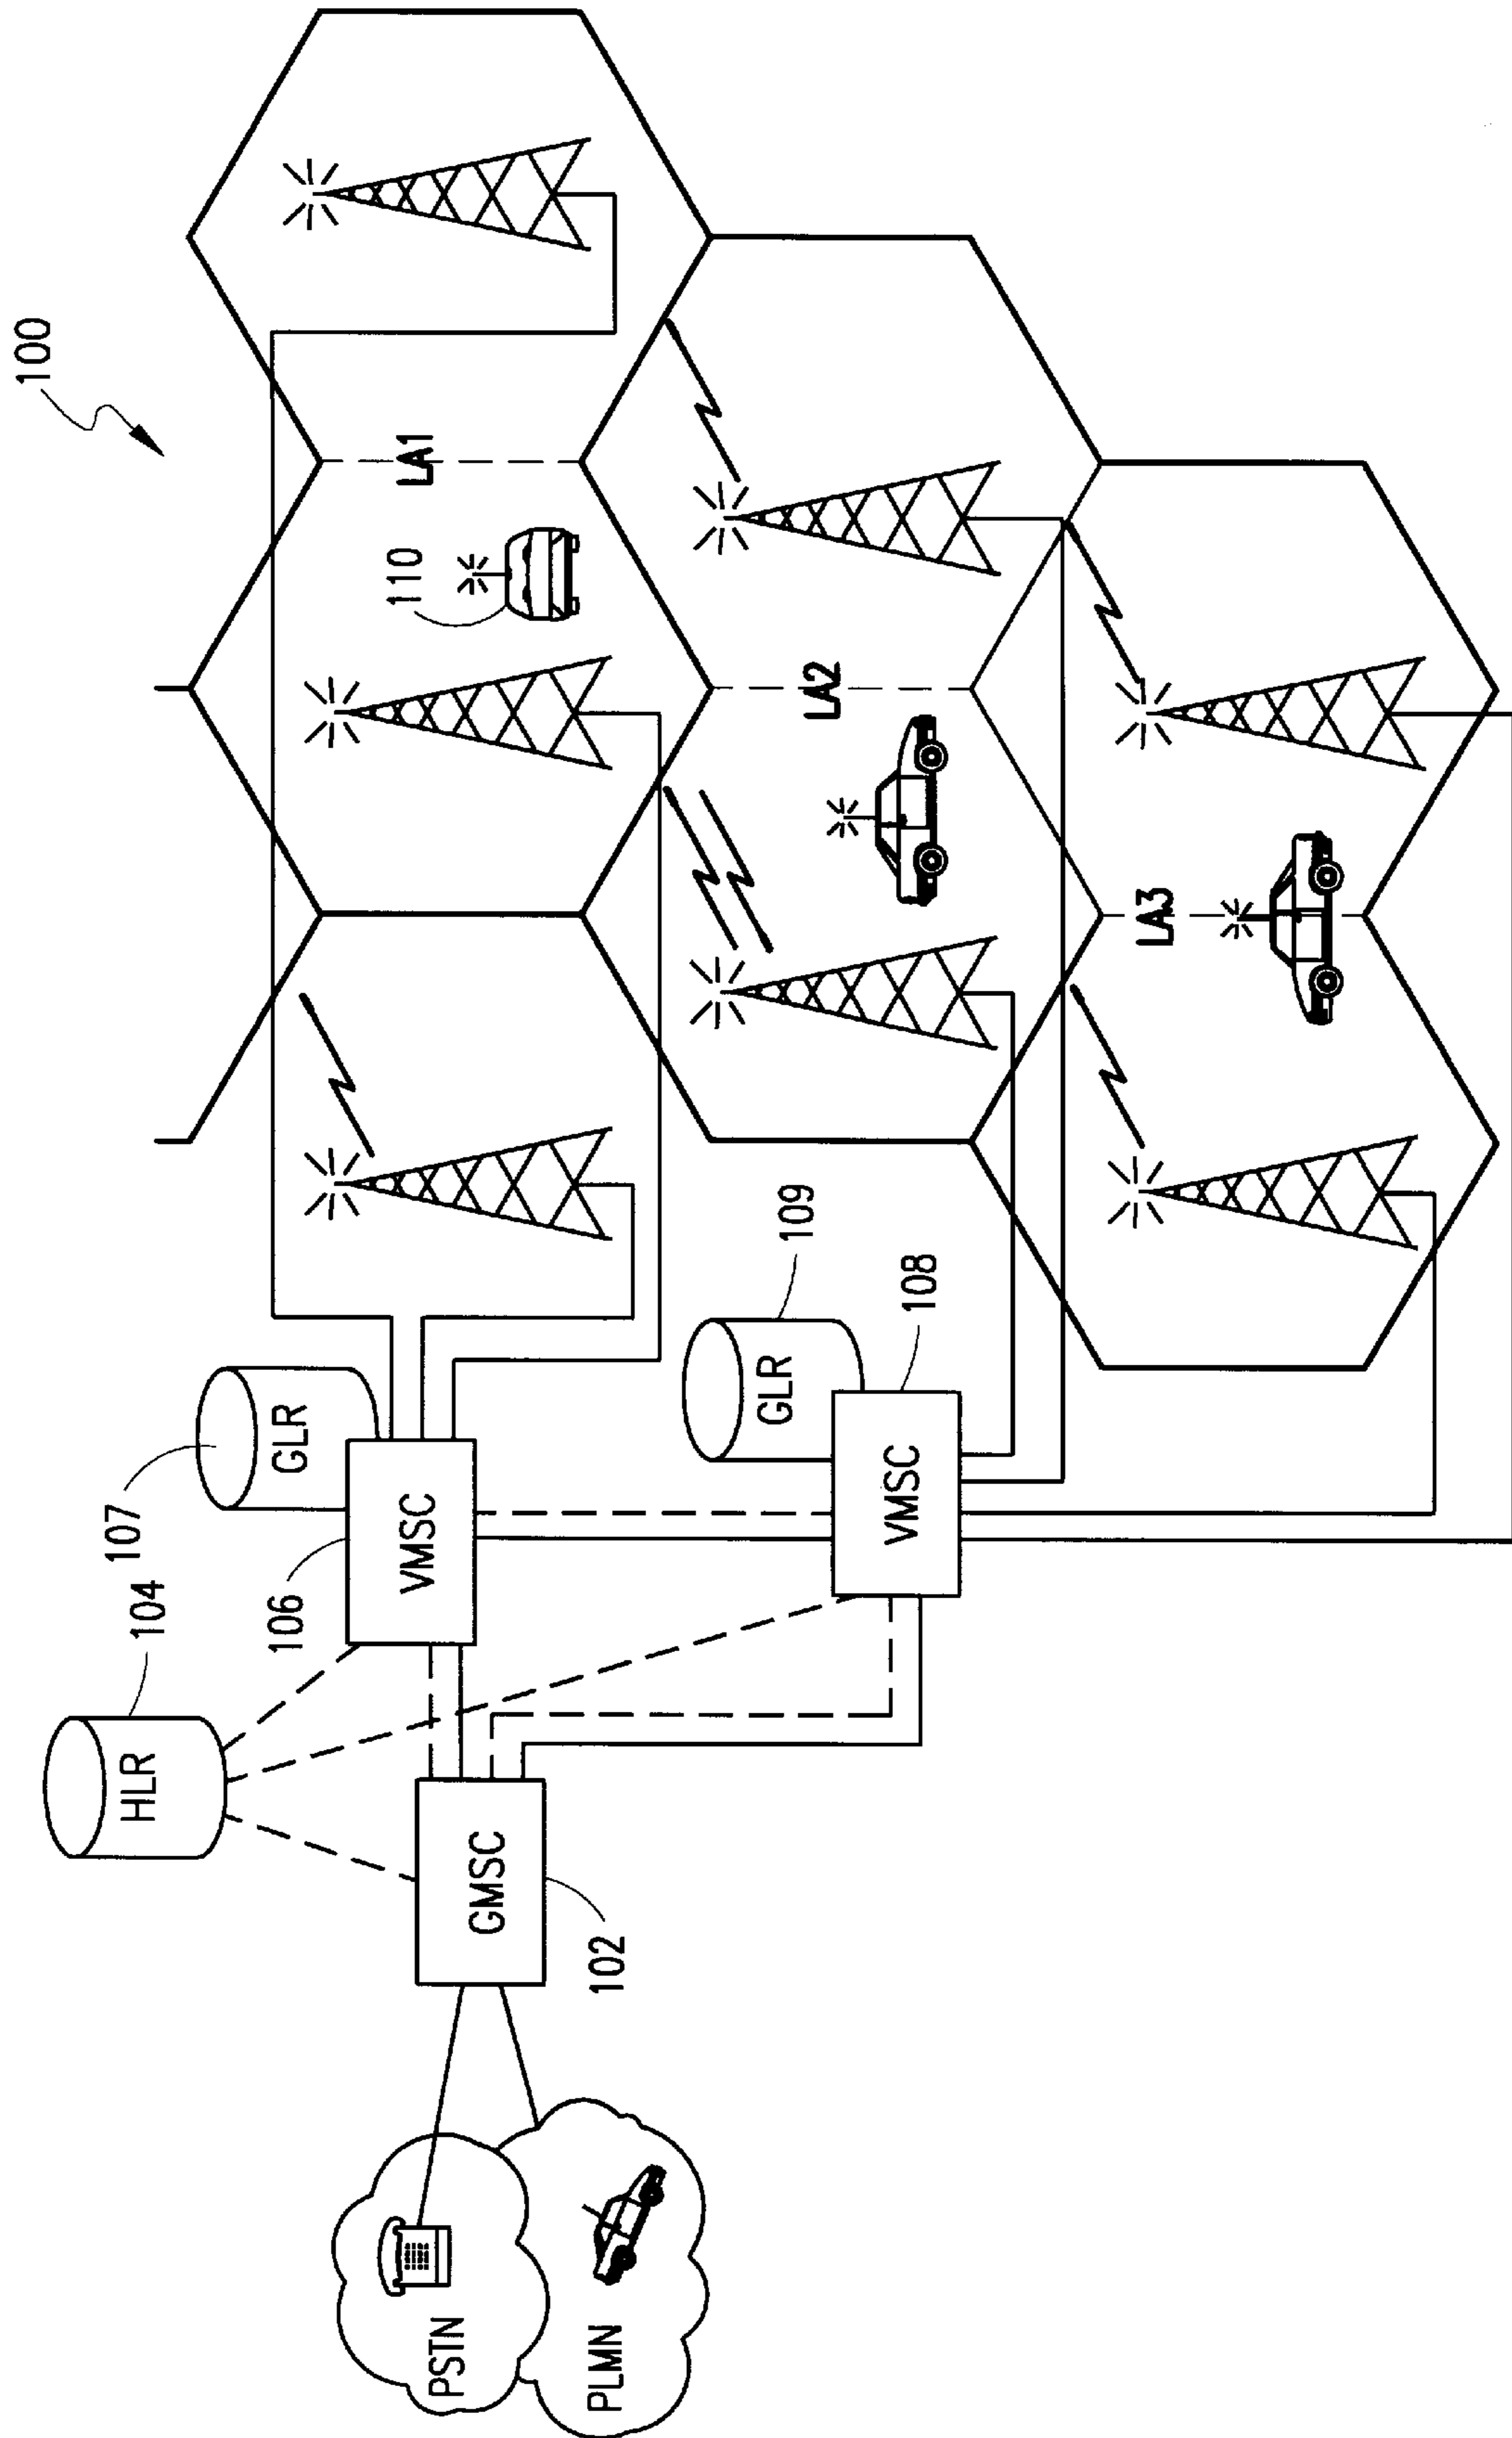 100
HLR
104
107
GLR
106
VMSC
GMSC
102
PSTN
PLMN
GLR
109
VMSC
108
110
LA1
LA2
LA3